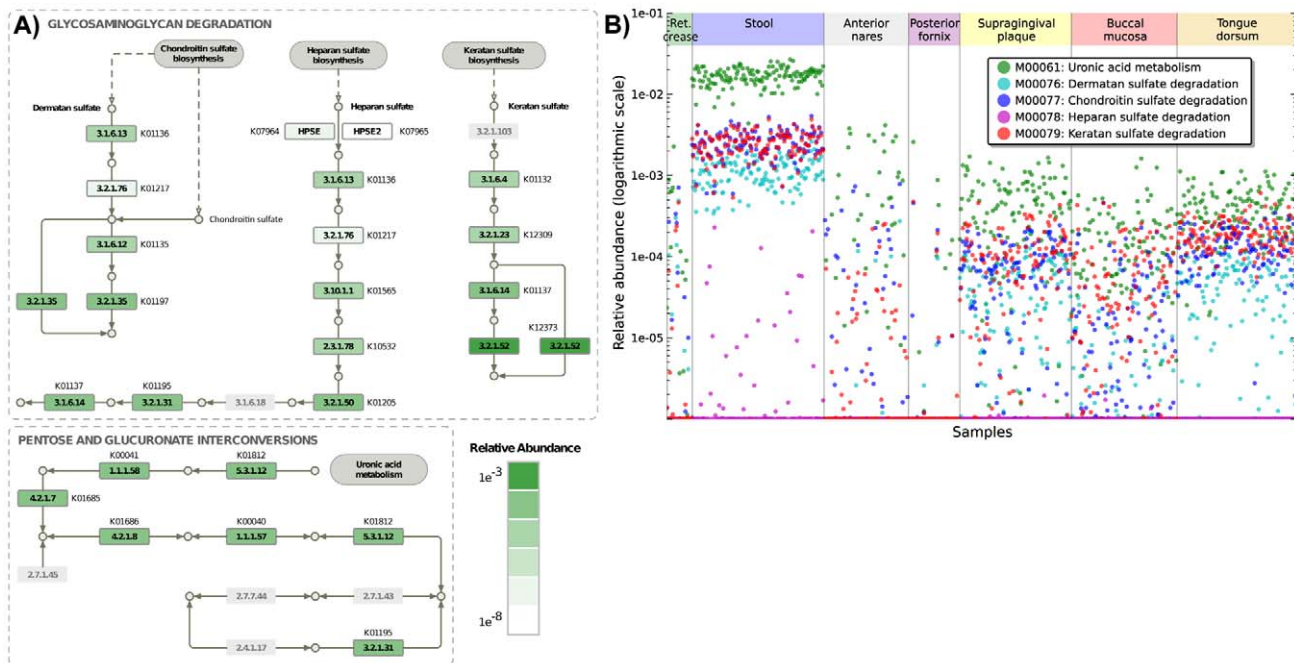 A) GLYCOSAMINOGLYCAN DEGRADATION
Chondroitin sulfate
biosynthesis
Heparan sulfate
biosynthesis
Keratan sulfate
biosynthesis
Dermatan sulfate
Heparan sulfate
Keratan sulfate
3.1.6.13 K01136
K07964 HPSE HPSE2 K07965
3.2.1.103
3.2.1.76 K01217
3.1.6.13 K01136
3.1.6.4 K01132
Chondroitin sulfate
3.1.6.12 K01135
3.2.1.76 K01217
3.2.1.23 K12309
3.2.1.35
3.2.1.35 K01197
3.10.1.1 K01565
3.1.6.14 K01137
K12373
2.3.1.78 K10532
3.2.1.52 3.2.1.52
K01137 K01195
3.1.6.14 3.2.1.31 3.1.6.18 3.2.1.50 K01205
PENTOSE AND GLUCURONATE INTERCONVERSIONS
K00041 K01812
1.1.1.58 5.3.1.12
Uronic acid
metabolism
4.2.1.7 K01685
K01686 K00040 K01812
4.2.1.8 1.1.1.57 5.3.1.12
2.7.1.45
2.7.7.44 2.7.1.43
K01195
2.4.1.17 3.2.1.31
Relative Abundance
1e-3
1e-8
B)
Ret.
crease
Stool
Anterior
nares
Posterior
fornix
Supragingival
plaque
Buccal
mucosa
Tongue
dorsum
M00061: Uronic acid metabolism
M00076: Dermatan sulfate degradation
M00077: Chondroitin sulfate degradation
M00078: Heparan sulfate degradation
M00079: Keratan sulfate degradation
Relative abundance (logarithmic scale)
1e-01
1e-02
1e-03
1e-04
1e-05
Samples